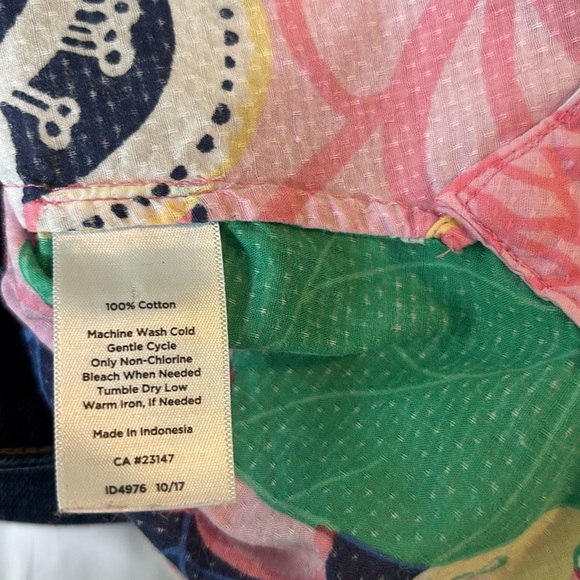 100% Cotton
Machine Wash Cold
Gentle Cycle
Only Non-Chlorine
Bleach When Needed
Tumble Dry Low
Warm Iron, If Needed
Made In Indonesia
CA #23147
ID4976 10/17